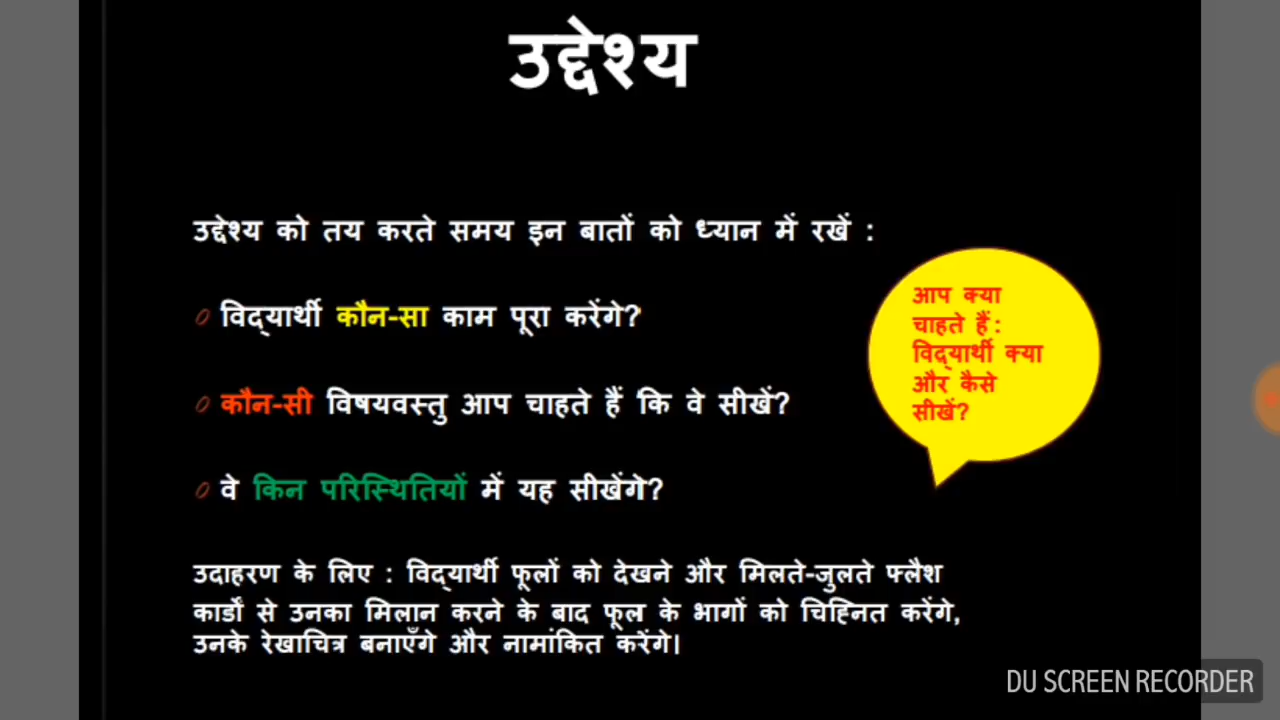 उद्देश्य
उद्देश्य को तय करते समय इन बातों को ध्यान में रखें :
विद्यार्थी कौन-सा काम पूरा करेंगे?
कौन-सी विषयवस्तु आप चाहते हैं कि वे सीखें?
वे किन परिस्थितियों में यह सीखेंगे?
आप क्या
चाहते हैं :
विद्यार्थी क्या
और कैसे
सीखें?
उदाहरण के लिए : विद्यार्थी फूलों को देखने और मिलते-जुलते फ्लैश
कार्डों से उनका मिलान करने के बाद फूल के भागों को चिह्नित करेंगे,
उनके रेखाचित्र बनाएँगे और नामांकित करेंगे।
DU SCREEN RECORDER